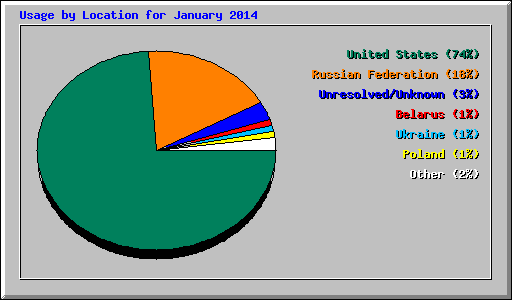 Usage by Location for January 2014
United States (74%)
Russian Federation (18%)
Unresolved/Unknown (3%)
Belarus (1%)
Ukraine (1%)
Poland (1%)
Other (2%)